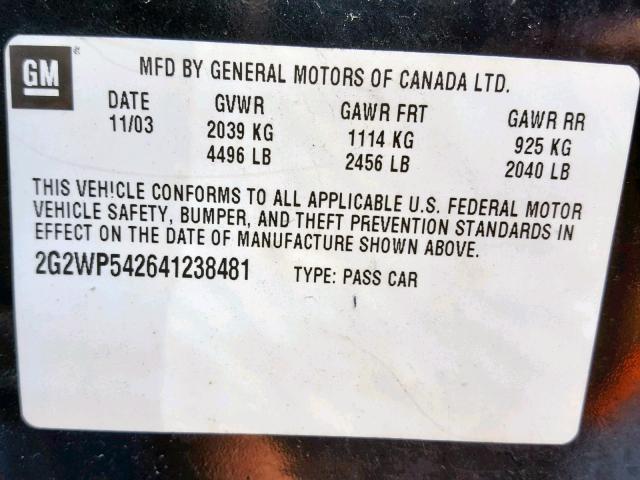 GM
MFD BY GENERAL MOTORS OF CANADA LTD.
DATE GVWR GAWR FRT GAWR RR
11/03 2039 KG 1114 KG 925 KG
4496 LB 2456 LB 2040 LB
THIS VEHICLE CONFORMS TO ALL APPLICABLE U.S. FEDERAL MOTOR
VEHICLE SAFETY, BUMPER, AND THEFT PREVENTION STANDARDS IN
EFFECT ON THE DATE OF MANUFACTURE SHOWN ABOVE.
2G2WP542641238481 TYPE: PASS CAR